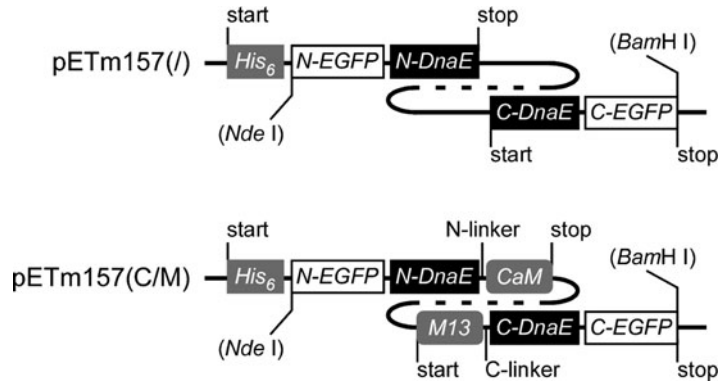 start stop
pETm157(/) His6 N-EGFP N-DnaE (BamH I)
(Nde I) C-DnaE C-EGFP
start stop
N-linker
start stop
pETm157(C/M) His6 N-EGFP N-DnaE CaM (BamH I)
(Nde I) M13 C-DnaE C-EGFP
start C-linker stop